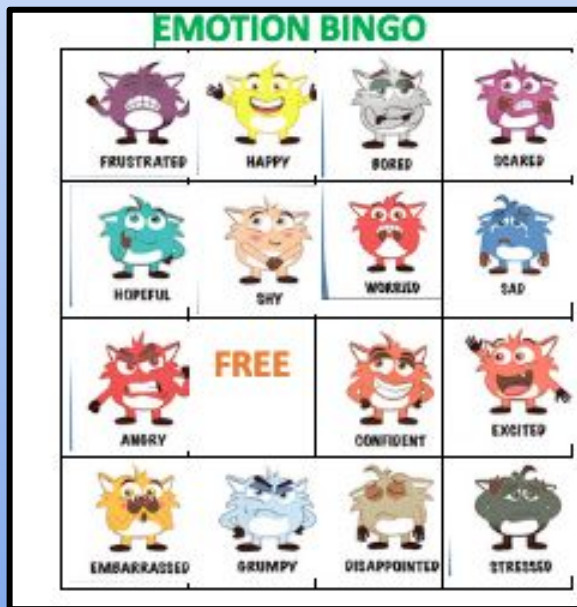 EMOTION BINGO
FRUSTRATED HAPPY BORED SCARED
HOPEFUL SHY WORRIED SAD
ANGRY FREE CONFIDENT EXCITED
EMBARRASSED GRUMPY DISAPPOINTED STRESSED